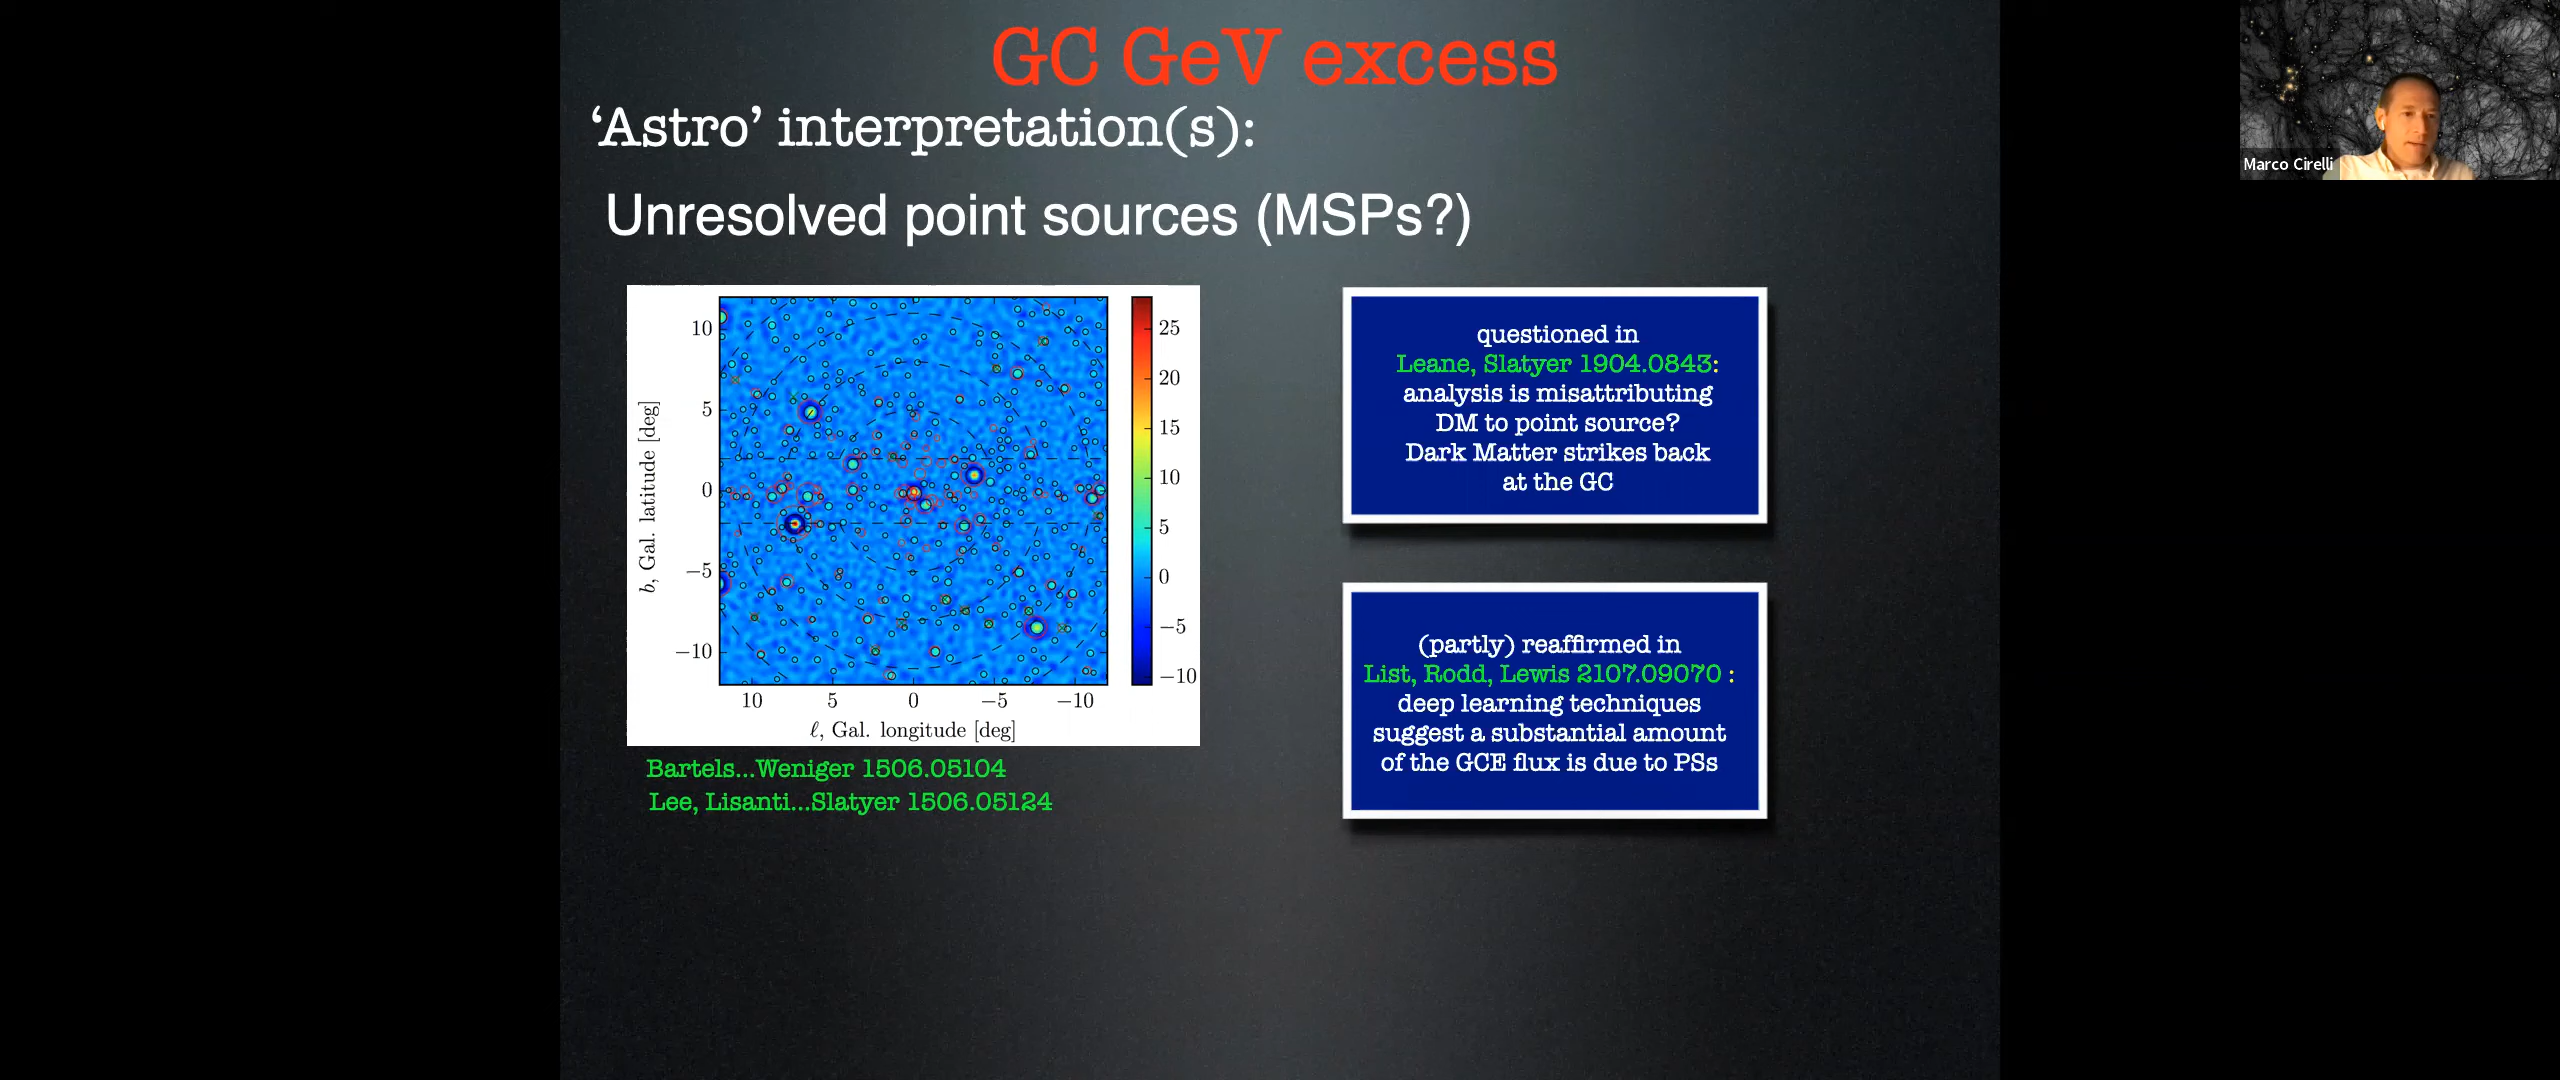 GC GeV excess
‘Astro’ interpretation(s):
Unresolved point sources (MSPs?)
10
5
0
−5
−10
b, Gal. latitude [deg]
10
5
0
−5
−10
ℓ, Gal. longitude [deg]
25
20
15
10
5
0
−5
−10
Bartels...Weniger 1506.05104
Lee, Lisanti...Slatyer 1506.05124
questioned in
Leane, Slatyer 1904.0843:
analysis is misattributing
DM to point source?
Dark Matter strikes back
at the GC
(partly) reaffirmed in
List, Rodd, Lewis 2107.09070 :
deep learning techniques
suggest a substantial amount
of the GCE flux is due to PSs
Marco Cirelli